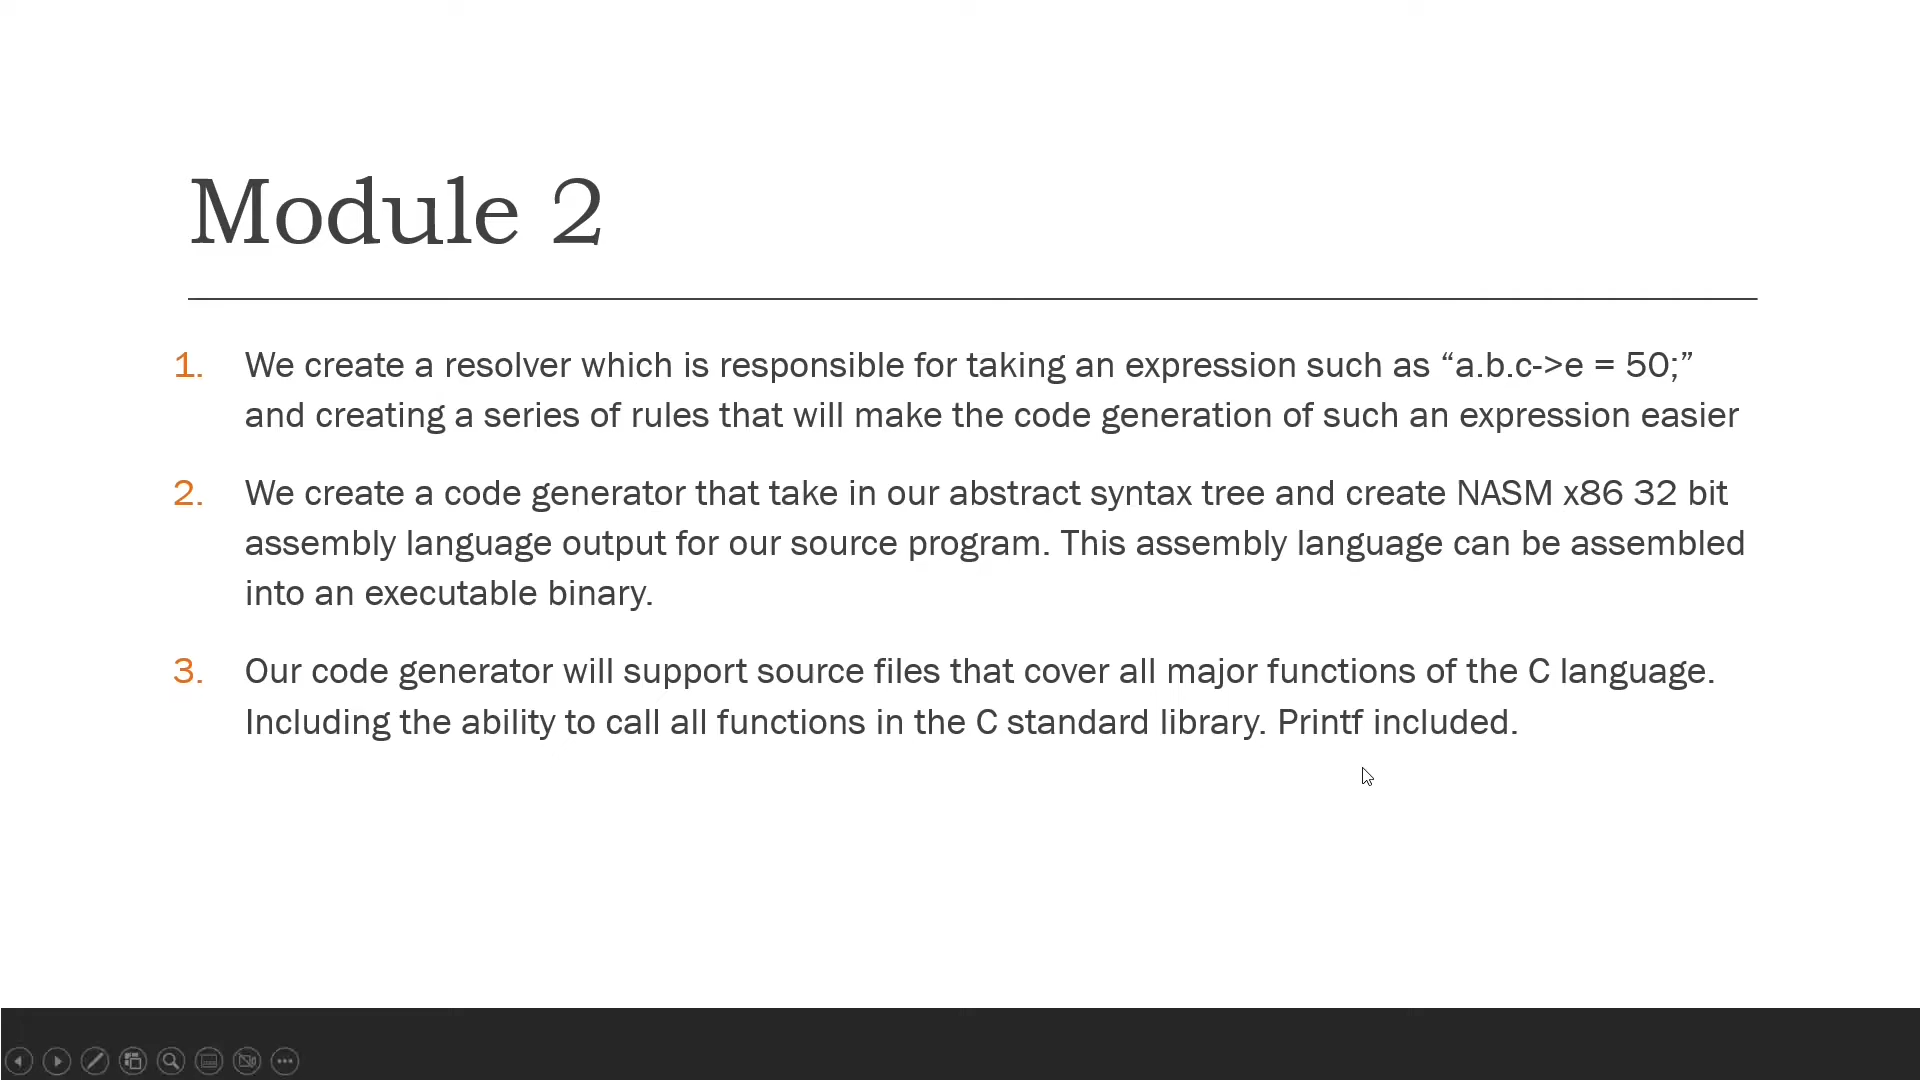 Module 2
1. We create a resolver which is responsible for taking an expression such as “a.b.c->e = 50;”
and creating a series of rules that will make the code generation of such an expression easier
2. We create a code generator that take in our abstract syntax tree and create NASM x86 32 bit
assembly language output for our source program. This assembly language can be assembled
into an executable binary.
3. Our code generator will support source files that cover all major functions of the C language.
Including the ability to call all functions in the C standard library. Printf included.